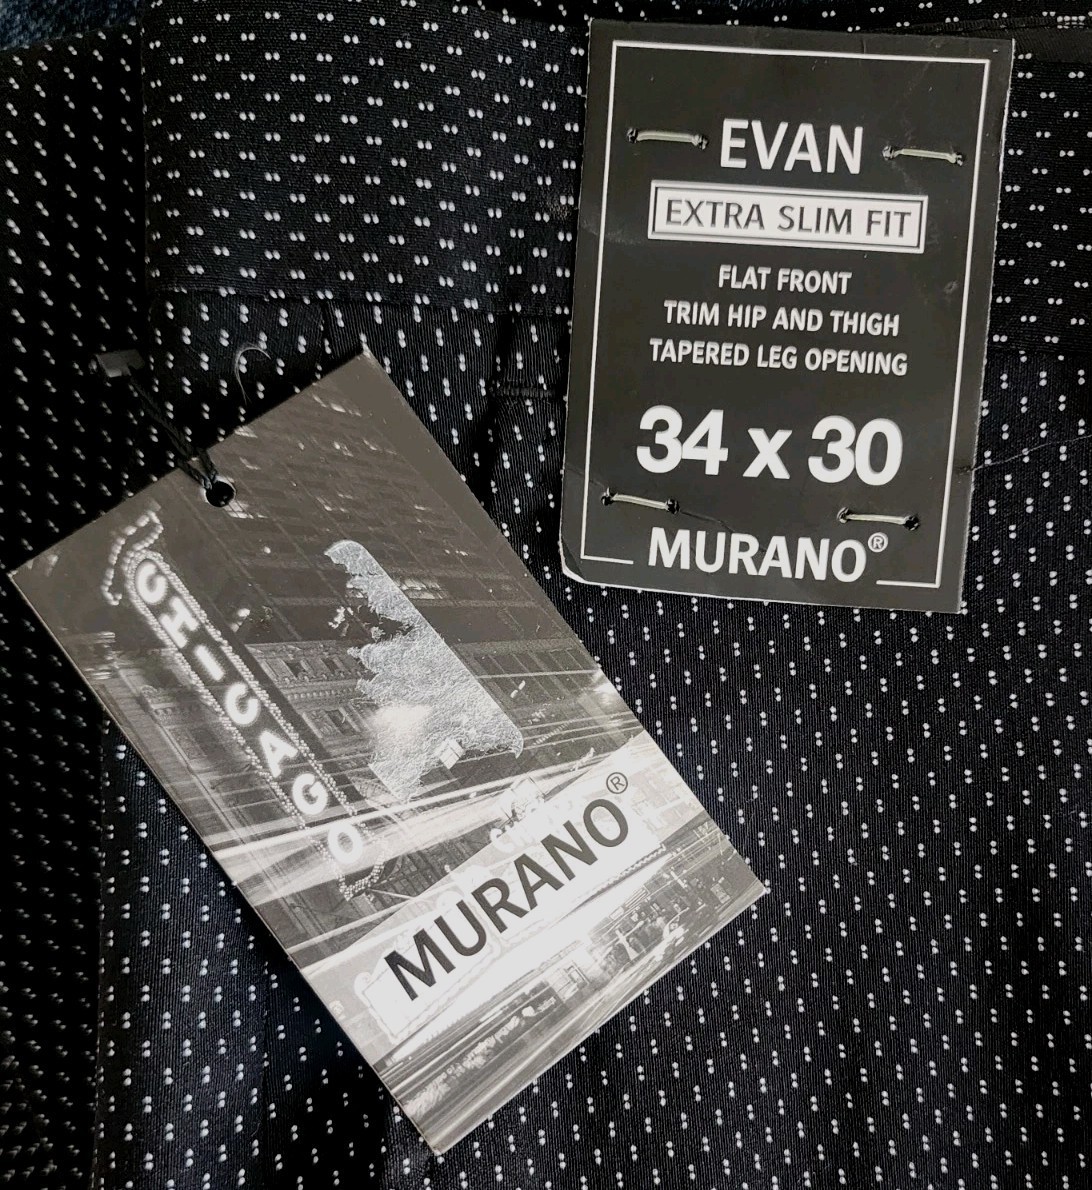 EVAN
EXTRA SLIM FIT
FLAT FRONT
TRIM HIP AND THIGH
TAPERED LEG OPENING
34 x 30
MURANO®
CHICAGO
MURANO®